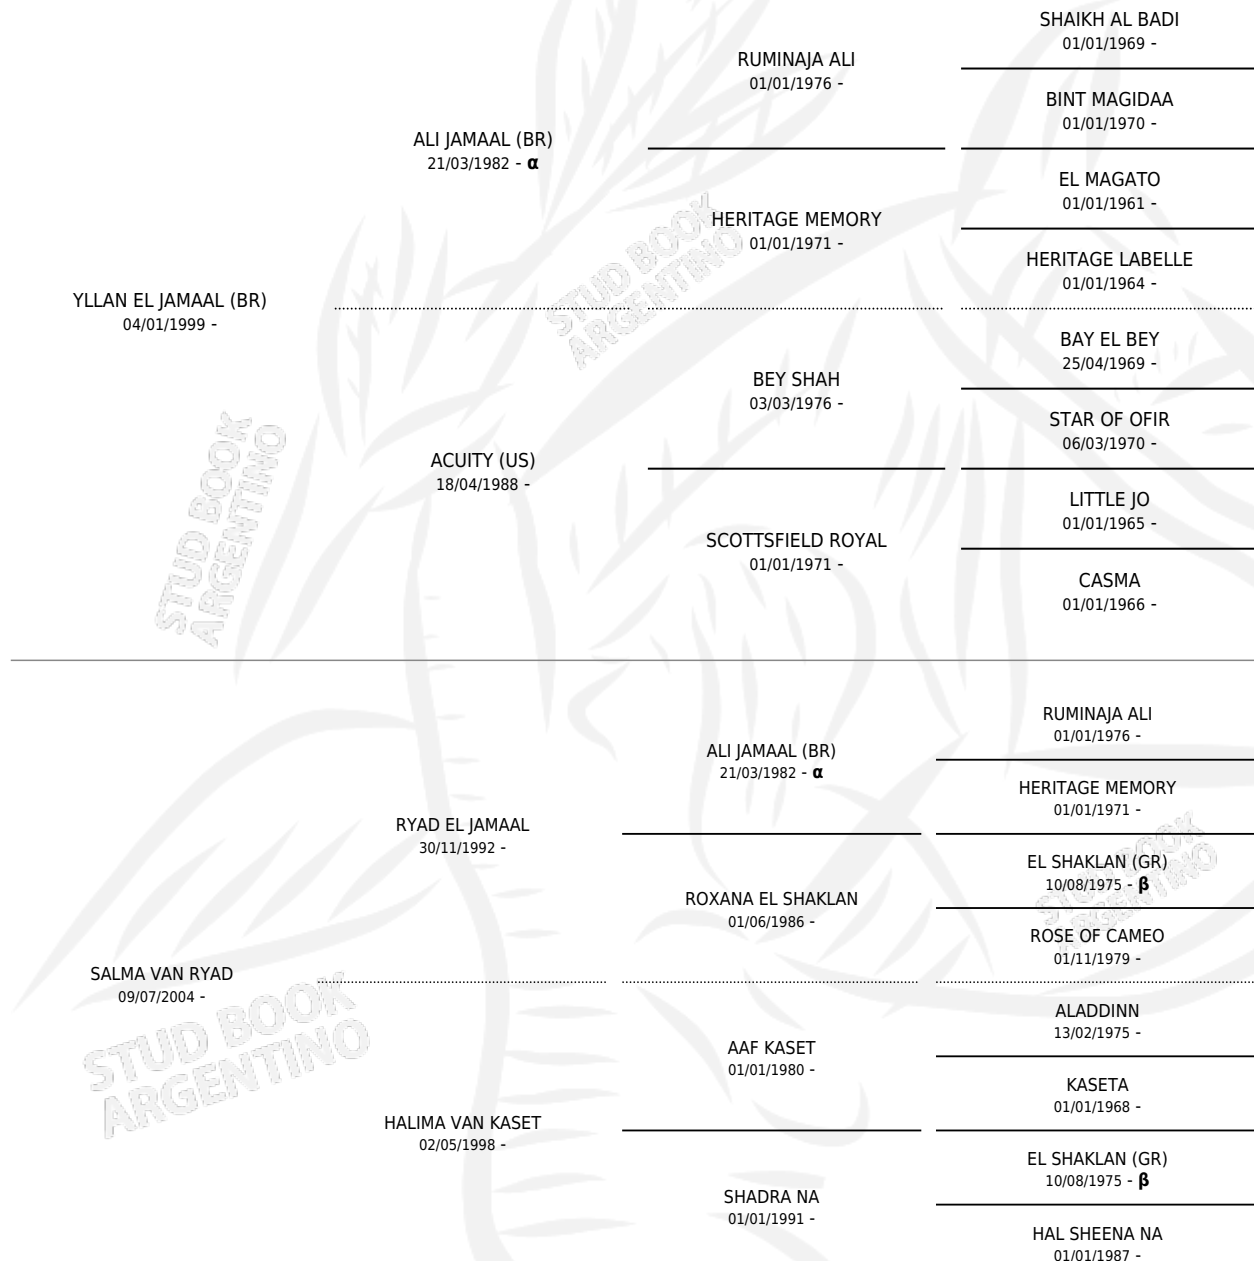 SHAIKH AL BADI
01/01/1969 -
RUMINAJA ALI
01/01/1976 -
BINT MAGIDAA
01/01/1970 -
ALI JAMAAL (BR)
21/03/1982 - α
EL MAGATO
01/01/1961 -
HERITAGE MEMORY
01/01/1971 -
HERITAGE LABELLE
01/01/1964 -
YLLAN EL JAMAAL (BR)
04/01/1999 -
BAY EL BEY
25/04/1969 -
BEY SHAH
03/03/1976 -
STAR OF OFIR
06/03/1970 -
ACUITY (US)
18/04/1988 -
LITTLE JO
01/01/1965 -
SCOTTSFIELD ROYAL
01/01/1971 -
CASMA
01/01/1966 -
STUD BOOK
ARGENTINO
STUD BOOK
ARGENTINO
RUMINAJA ALI
01/01/1976 -
ALI JAMAAL (BR)
21/03/1982 - α
HERITAGE MEMORY
01/01/1971 -
RYAD EL JAMAAL
30/11/1992 -
EL SHAKLAN (GR)
10/08/1975 - β
ROXANA EL SHAKLAN
01/06/1986 -
ROSE OF CAMEO
01/11/1979 -
SALMA VAN RYAD
09/07/2004 -
ALADDINN
13/02/1975 -
AAF KASET
01/01/1980 -
KASETA
01/01/1968 -
HALIMA VAN KASET
02/05/1998 -
EL SHAKLAN (GR)
10/08/1975 - β
SHADRA NA
01/01/1991 -
HAL SHEENA NA
01/01/1987 -
STUD BOOK
ARGENTINO
STUD BOOK
ARGENTINO